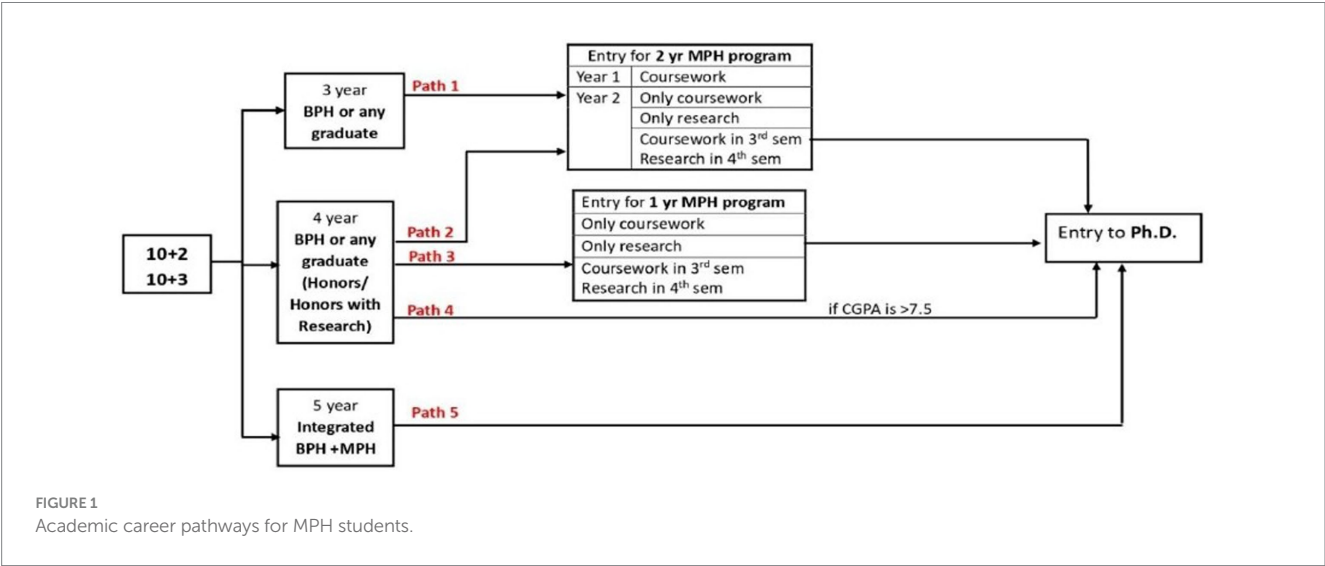 10+2
10+3
3 year
BPH or any
graduate
Path 1
4 year
BPH or any
graduate
(Honors/
Honors with
Research)
Path 2
Path 3
Path 4
5 year
Integrated
BPH +MPH
Path 5
Entry for 2 yr MPH program
Year 1 Coursework
Year 2 Only coursework
Only research
Coursework in 3rd sem
Research in 4th sem
Entry for 1 yr MPH program
Only coursework
Only research
Coursework in 3rd sem
Research in 4th sem
if CGPA is >7.5
Entry to Ph.D.
FIGURE 1
Academic career pathways for MPH students.